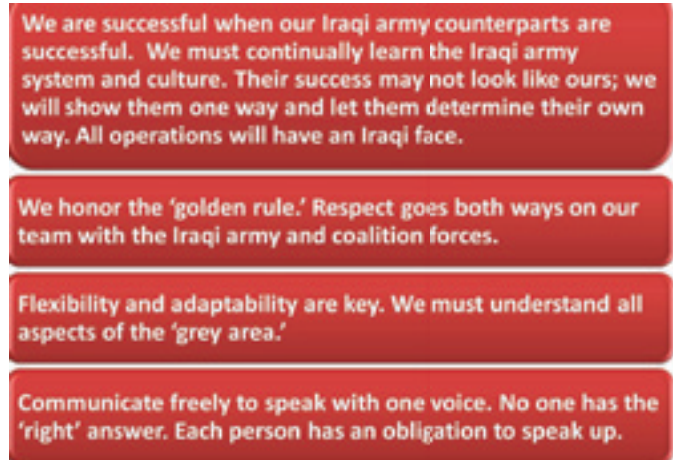 We are successful when our Iraqi army counterparts are
successful.  We must continually learn the Iraqi army
system and culture. Their success may not look like ours; we
will show them one way and let them determine their own
way. All operations will have an Iraqi face.
We honor the ‘golden rule.’ Respect goes both ways on our
team with the Iraqi army and coalition forces.
Flexibility and adaptability are key. We must understand all
aspects of the ‘grey area.’
Communicate freely to speak with one voice. No one has the
‘right’ answer. Each person has an obligation to speak up.